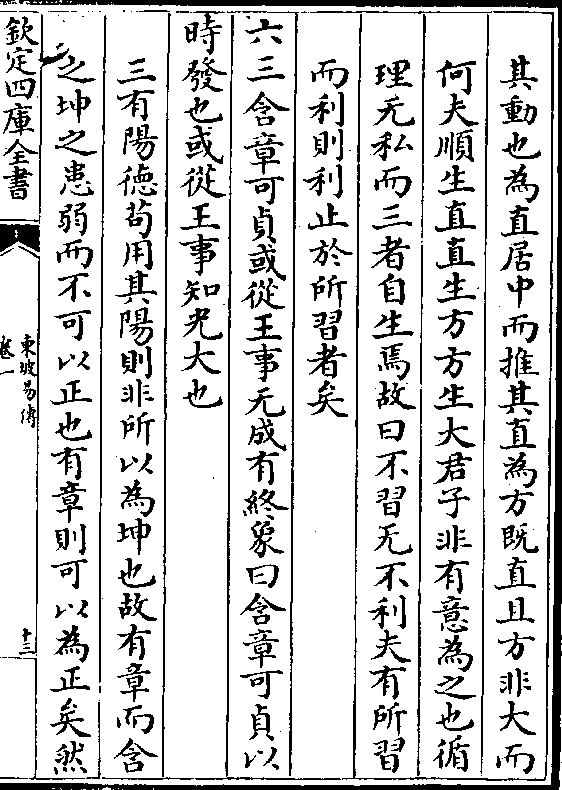 其動也為直居中而推其直為方既直且方非大而
何夫順生直直生方方生大君子非有意為之也循
理无私而三者自生焉故曰不習无不利夫有所習
而利則利止於所習者矣
六三含章可貞或從王事无成有終象曰含章可貞以
時發也或從王事知光大也
三有陽德苟用其陽則非所以為坤也故有章而含
之坤之患弱而不可以正也有章則可以為正矣然
欽定四庫全書
東坡易傳
卷一
十三